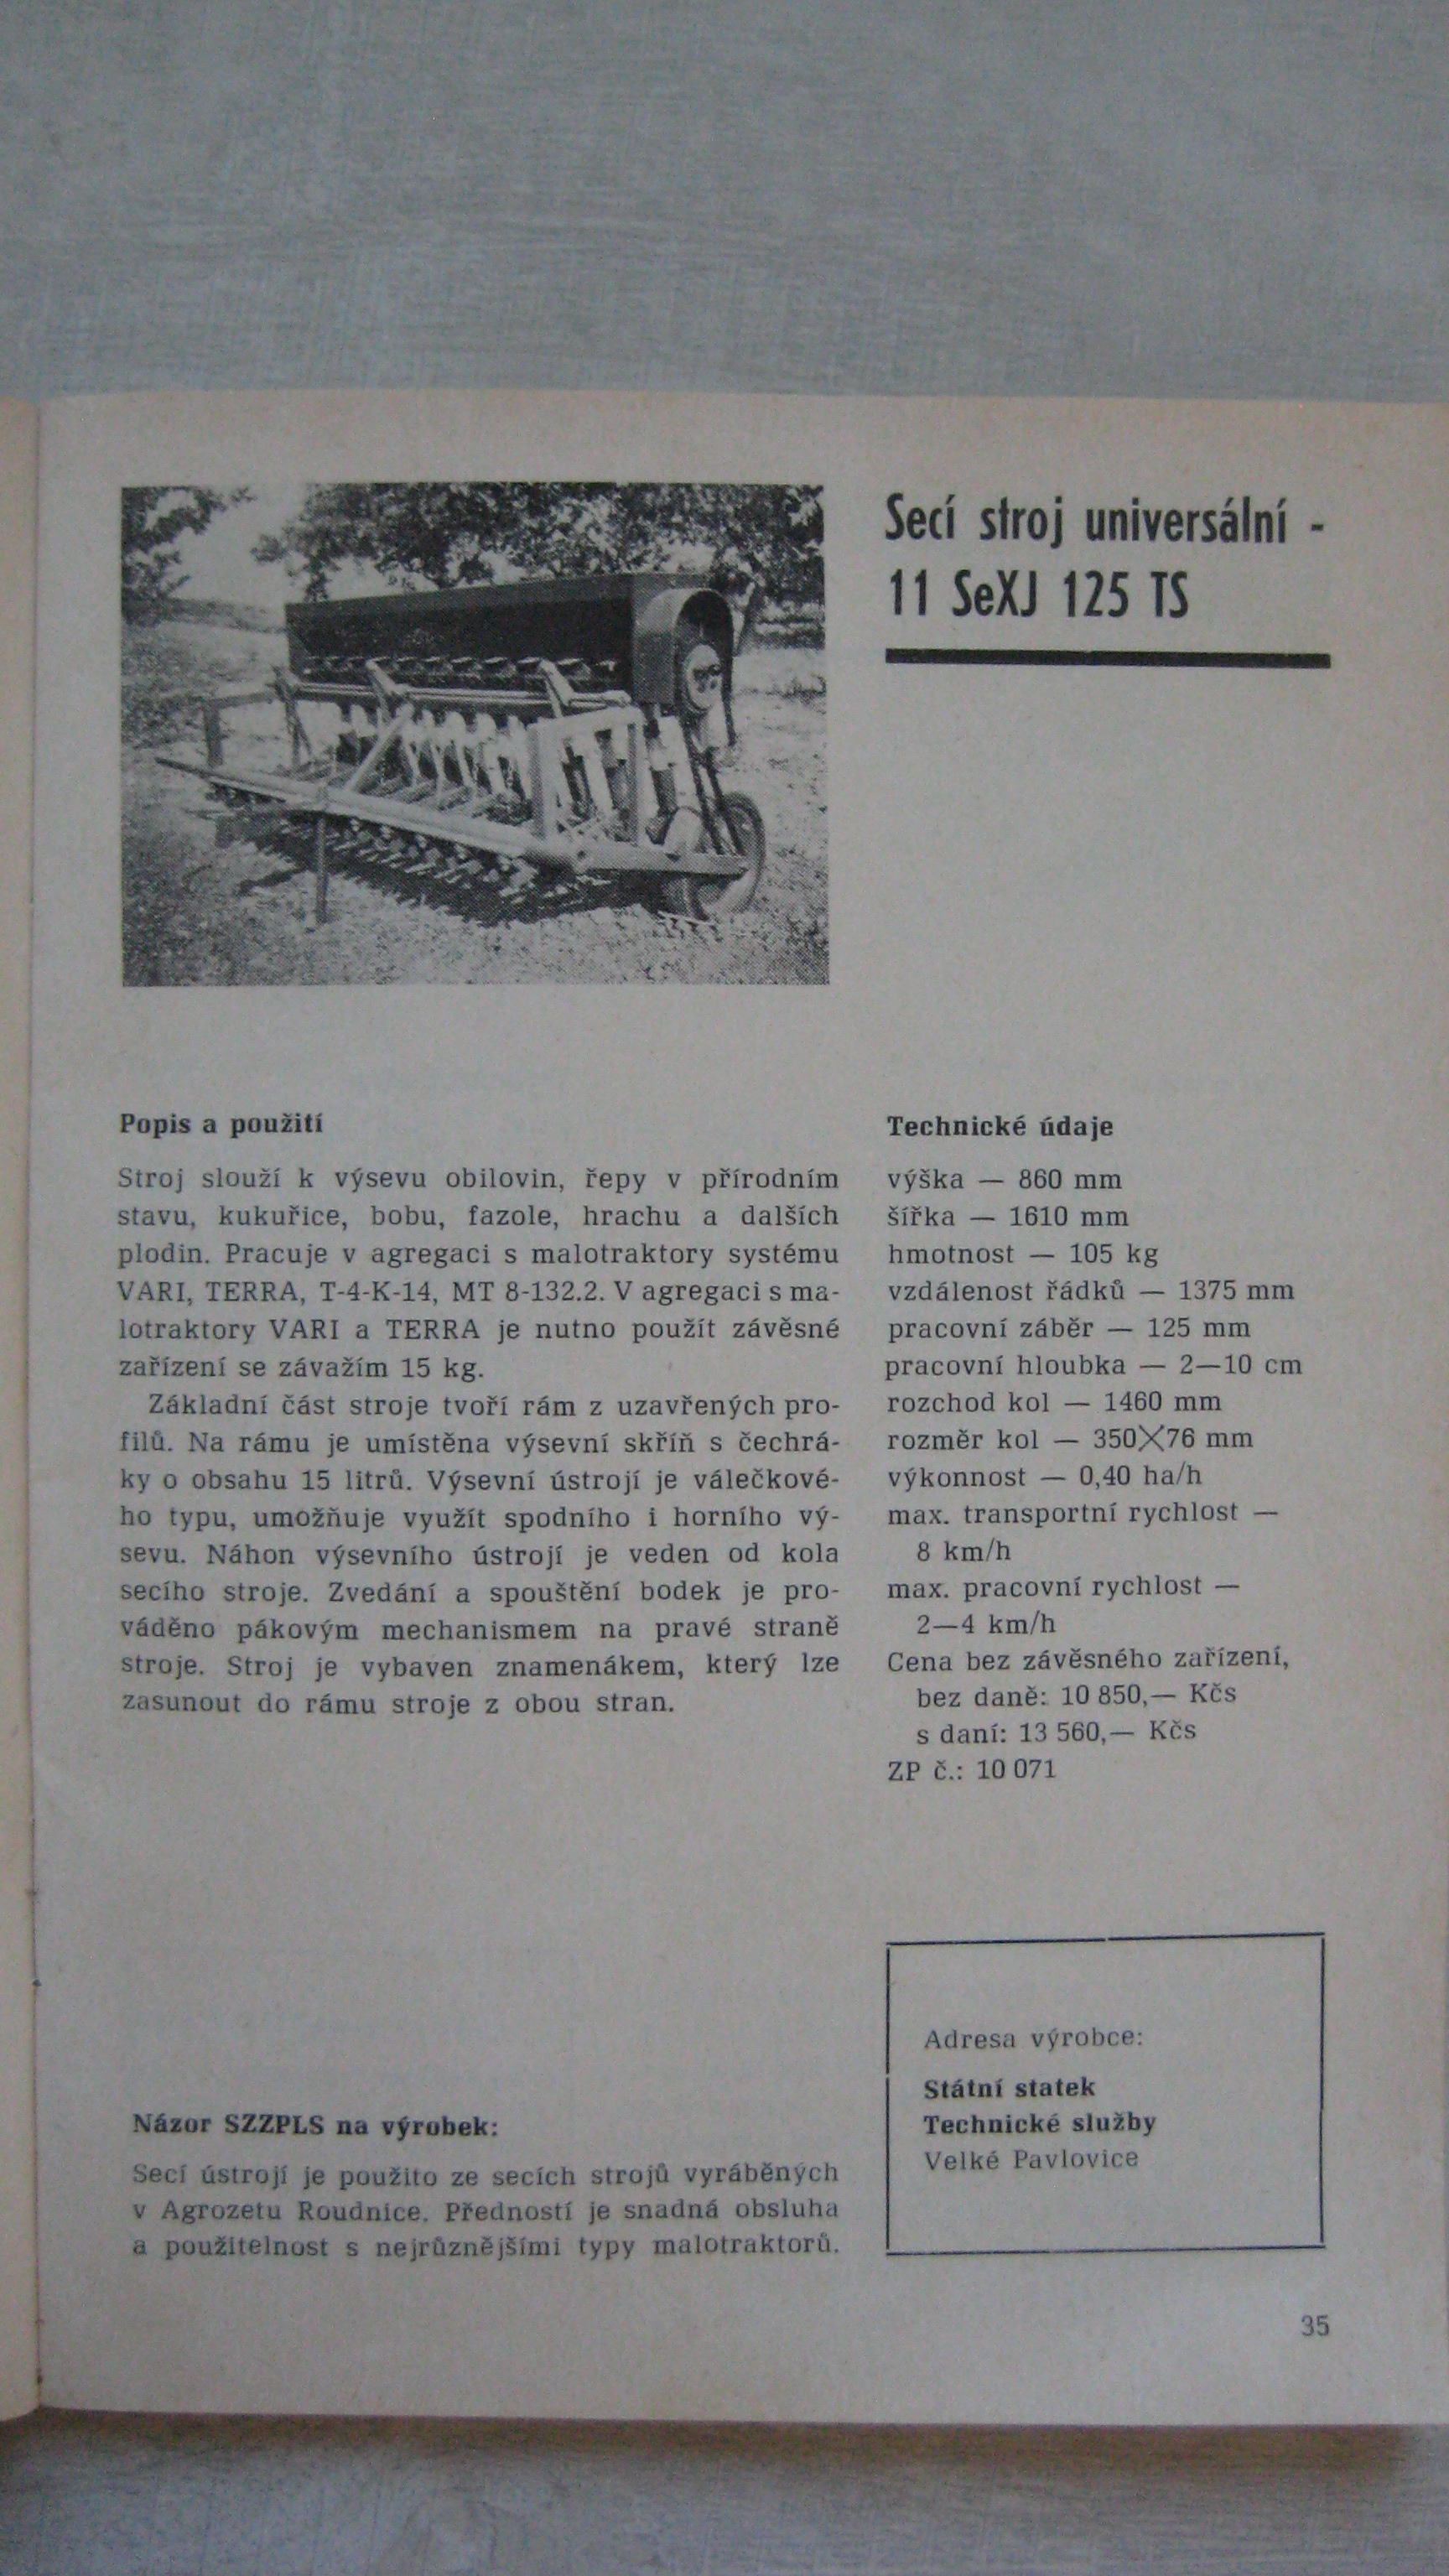 Secí stroj universální -
11 SeXJ 125 TS
Popis a použití
Stroj slouží k výsevu obilovin, řepy v přírodním
stavu, kukuřice, bobu, fazole, hrachu a dalších
plodin. Pracuje v agregaci s malotraktory systému
VARI, TERRA, T-4-K-14, MT 8-132.2. V agregaci s ma-
lotraktory VARI a TERRA je nutno použít závěsné
zařízení se závažím 15 kg.
Základní část stroje tvoří rám z uzavřených pro-
filů. Na rámu je umístěna výsevní skříň s čechrá-
ky o obsahu 15 litrů. Výsevní ústrojí je válečkové-
ho typu, umožňuje využít spodního i horního vý-
sevu. Náhon výsevního ústrojí je veden od kola
secího stroje. Zvedání a spouštění bodek je pro-
váděno pákovým mechanismem na pravé straně
stroje. Stroj je vybaven znamenákem, který lze
zasunout do rámu stroje z obou stran.
Technické údaje
výška — 860 mm
šířka — 1610 mm
hmotnost — 105 kg
vzdálenost řádků — 1375 mm
pracovní záběr — 125 mm
pracovní hloubka — 2—10 cm
rozchod kol — 1460 mm
rozměr kol — 350×76 mm
výkonnost — 0,40 ha/h
max. transportní rychlost —
8 km/h
max. pracovní rychlost —
2—4 km/h
Cena bez závěsného zařízení,
bez daně: 10 850,— Kčs
s daní: 13 560,— Kčs
ZP č.: 10 071
Názor SZZPLS na výrobek:
Secí ústrojí je použito ze secích strojů vyráběných
v Agrozetu Roudnice. Předností je snadná obsluha
a použitelnost s nejrůznějšími typy malotraktorů.
Adresa výrobce:
Státní statek
Technické služby
Velké Pavlovice
35